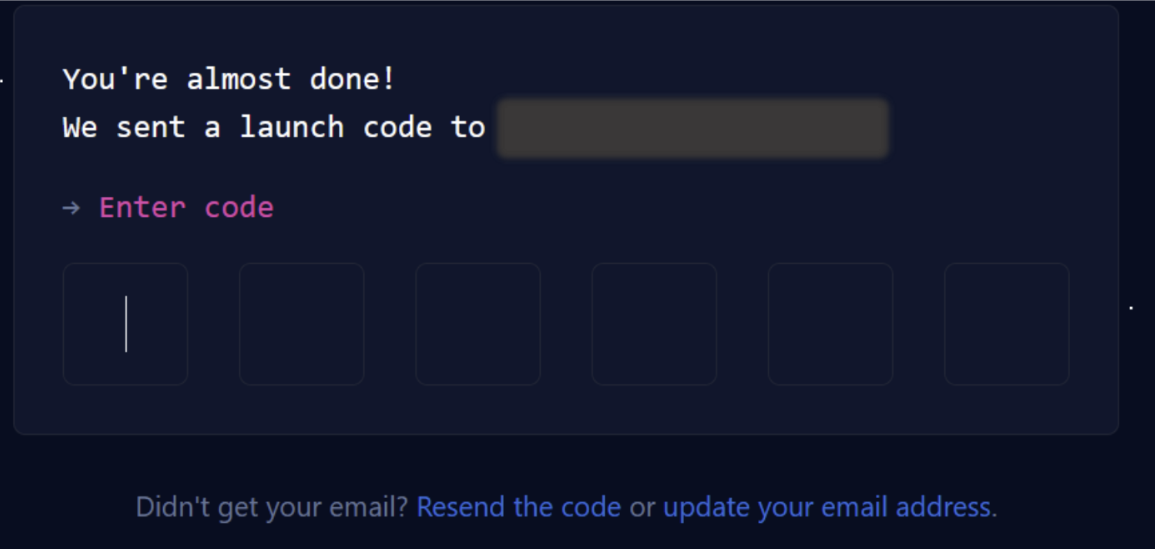 You're almost done!
We sent a launch code to
→ Enter code
Didn't get your email? Resend the code or update your email address.